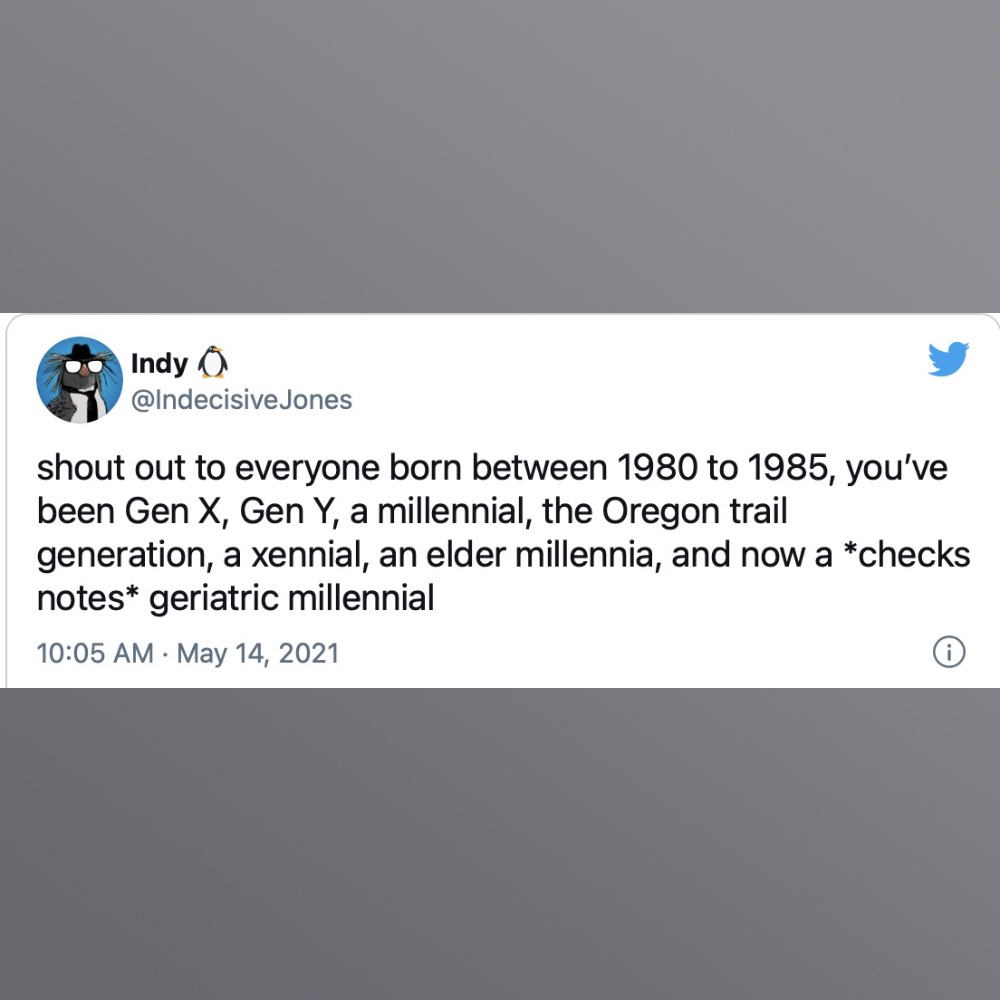 Indy 🐧
@IndecisiveJones
shout out to everyone born between 1980 to 1985, you’ve
been Gen X, Gen Y, a millennial, the Oregon trail
generation, a xennial, an elder millennia, and now a *checks
notes* geriatric millennial
10:05 AM · May 14, 2021